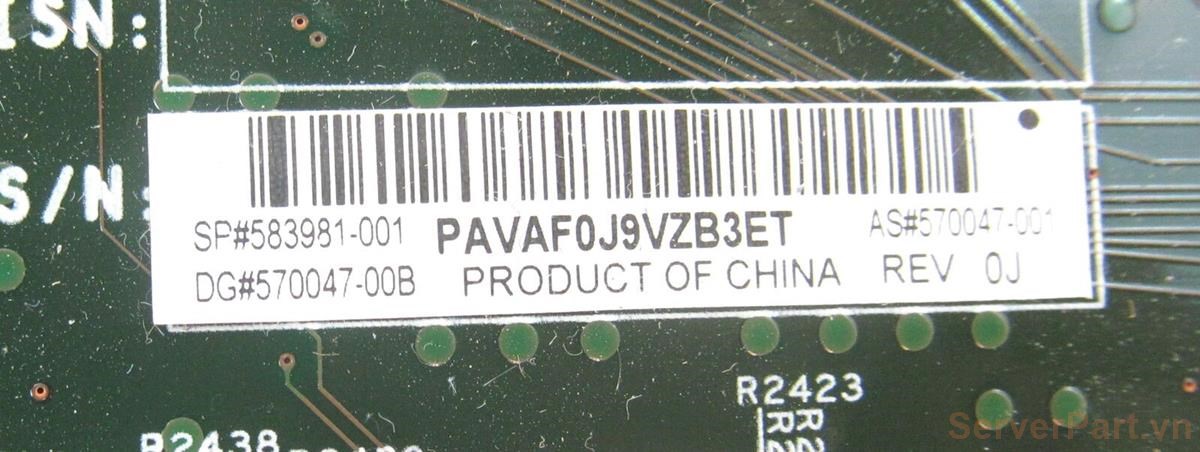 ISN:
S/N:
SP#583981-001 PAVAF0J9VZB3ET AS#570047-001
DG#570047-00B PRODUCT OF CHINA REV 0J
R2423
R2438
ServerPart.vn